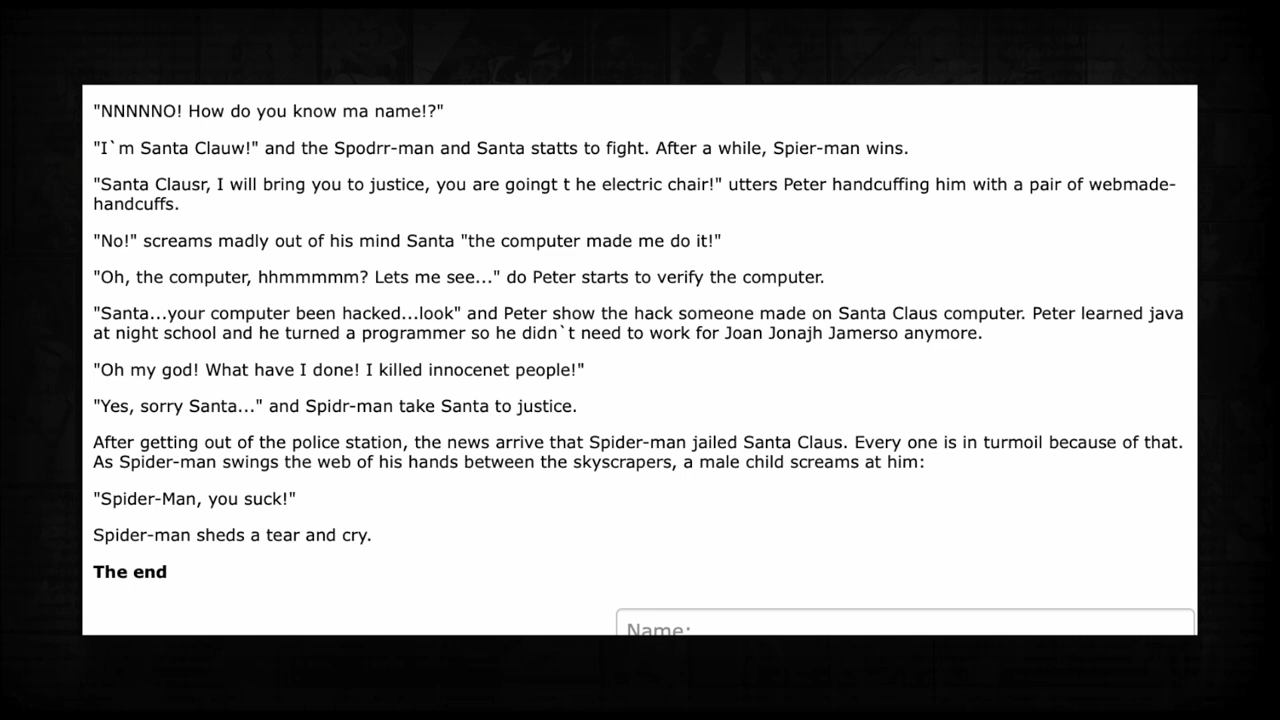 "NNNNNO! How do you know ma name!?"
"I`m Santa Clauw!" and the Spodrr-man and Santa statts to fight. After a while, Spier-man wins.
"Santa Clausr, I will bring you to justice, you are goingt t he electric chair!" utters Peter handcuffing him with a pair of webmade-
handcuffs.
"No!" screams madly out of his mind Santa "the computer made me do it!"
"Oh, the computer, hhmmmmm? Lets me see..." do Peter starts to verify the computer.
"Santa...your computer been hacked...look" and Peter show the hack someone made on Santa Claus computer. Peter learned java
at night school and he turned a programmer so he didn`t need to work for Joan Jonajh Jamerso anymore.
"Oh my god! What have I done! I killed innocenet people!"
"Yes, sorry Santa..." and Spidr-man take Santa to justice.
After getting out of the police station, the news arrive that Spider-man jailed Santa Claus. Every one is in turmoil because of that.
As Spider-man swings the web of his hands between the skyscrapers, a male child screams at him:
"Spider-Man, you suck!"
Spider-man sheds a tear and cry.
The end
Name: